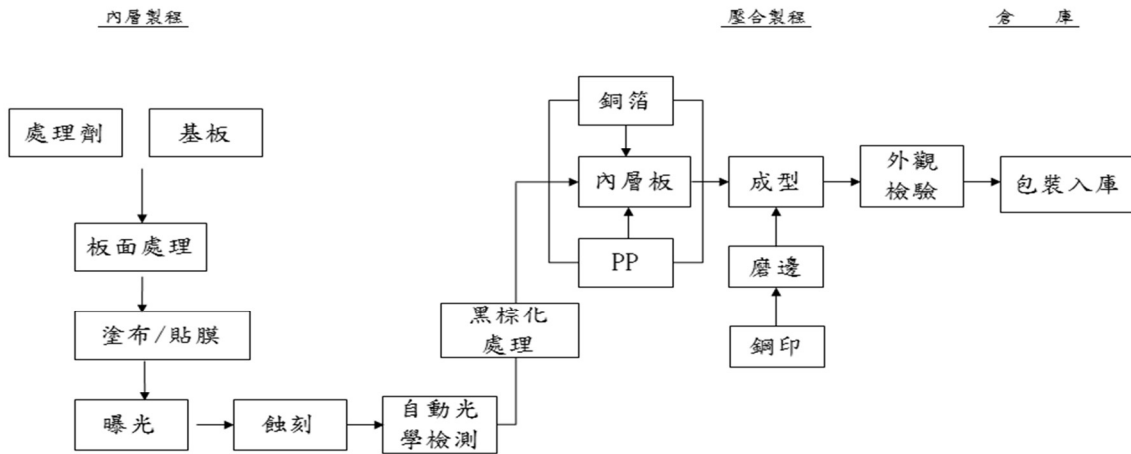 內層製程
壓合製程
倉 庫
處理劑
基板
板面處理
塗布/貼膜
曝光
蝕刻
自動光
學檢測
黑棕化
處理
銅箔
內層板
PP
成型
磨邊
鋼印
外觀
檢驗
包裝入庫